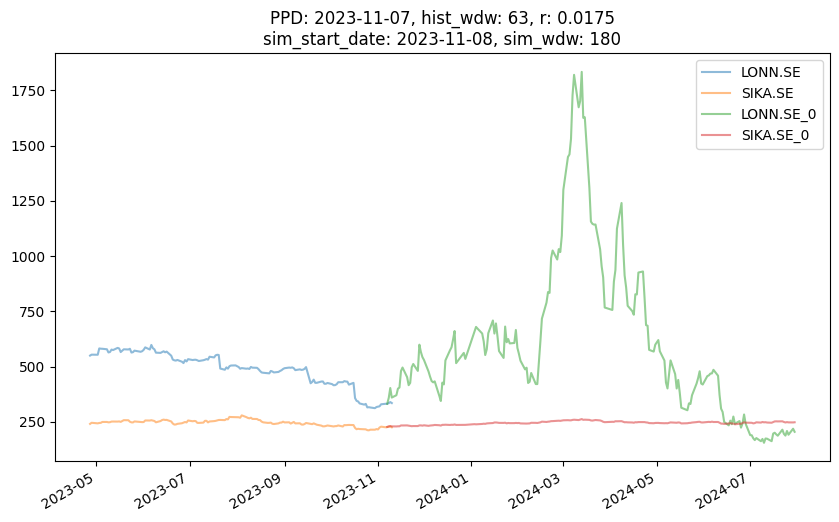 PPD: 2023-11-07, hist_wdw: 63, r: 0.0175
sim_start_date: 2023-11-08, sim_wdw: 180
LONN.SE
SIKA.SE
LONN.SE_0
SIKA.SE_0
1750
1500
1250
1000
750
500
250
2023-05
2023-07
2023-09
2023-11
2024-01
2024-03
2024-05
2024-07